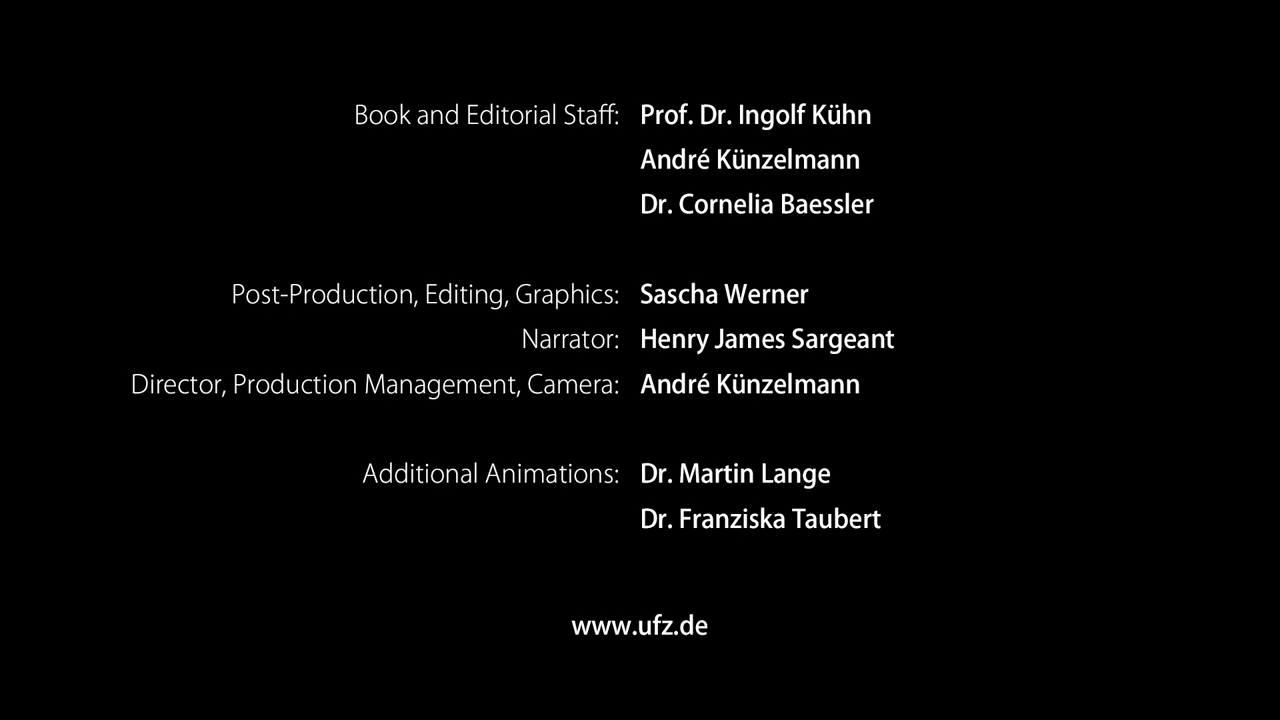 Book and Editorial Staff: Prof. Dr. Ingolf Kühn
André Künzelmann
Dr. Cornelia Baessler
Post-Production, Editing, Graphics: Sascha Werner
Narrator: Henry James Sargeant
Director, Production Management, Camera: André Künzelmann
Additional Animations: Dr. Martin Lange
Dr. Franziska Taubert
www.ufz.de